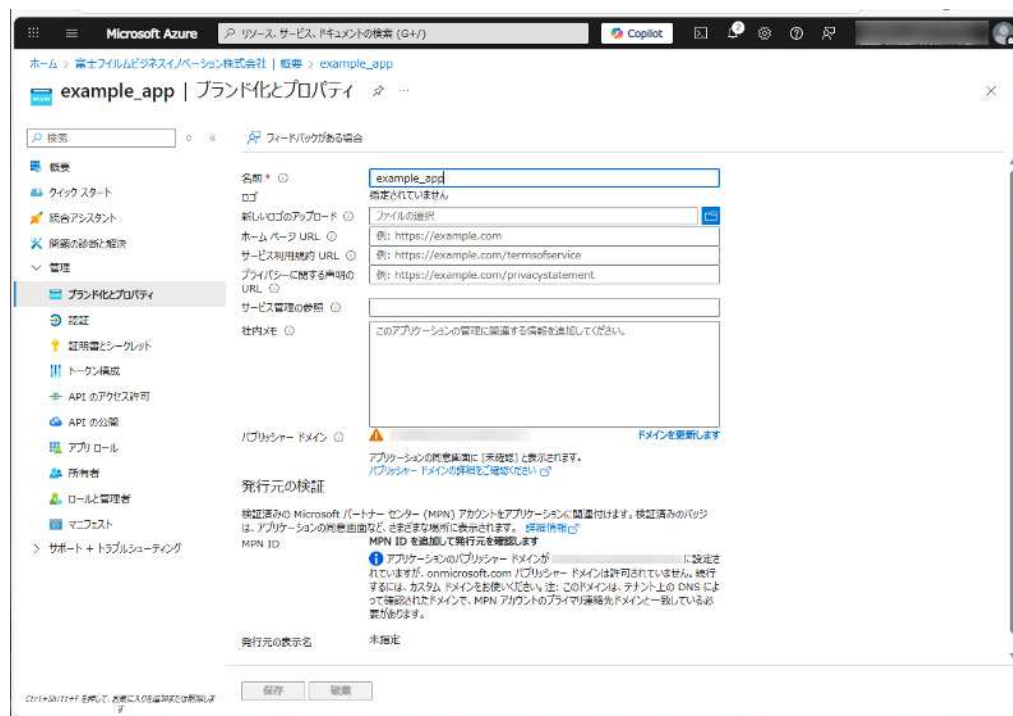 Microsoft Azure
リソース、サービス、ドキュメントの検索 (G+/)
Copilot
ホーム > 富士フイルムビジネスイノベーション株式会社 | 概要 > example_app
example_app | ブランド化とプロパティ
検索
フィードバックがある場合
概要
クイック スタート
統合アシスタント
問題の診断と解決
管理
ブランド化とプロパティ
認証
証明書とシークレット
トークン構成
API のアクセス許可
API の公開
アプリ ロール
所有者
ロールと管理者
マニフェスト
サポート + トラブルシューティング
名前 * example_app
ロゴ 指定されていません
新しいロゴのアップロード ファイルの選択
ホーム ページ URL 例: https://example.com
サービス利用規約 URL 例: https://example.com/termsofservice
プライバシーに関する声明の 例: https://example.com/privacystatement
URL
サービス管理の参照
社内メモ このアプリケーションの管理に関連する情報を追加してください。
パブリッシャー ドメイン ドメインを更新します
アプリケーションの同意画面に [未確認] と表示されます。
パブリッシャー ドメインの詳細をご確認ください
発行元の検証
検証済みの Microsoft パートナー センター (MPN) アカウントをアプリケーションに関連付けます。検証済みのバッジ
は、アプリケーションの同意画面など、さまざまな場所に表示されます。 詳細情報
MPN ID MPN ID を追加して発行元を確認します
アプリケーションのパブリッシャー ドメインが に設定さ
れていますが、onmicrosoft.com パブリッシャー ドメインは許可されていません。続行
するには、カスタム ドメインをお使いください。注: このドメインは、テナント上の DNS によ
って確認されたドメインで、MPN アカウントのプライマリ連絡先ドメインと一致している必
要があります。
発行元の表示名 未指定
保存 破棄
Ctrl+Shift+F を押して、お気に入りを追加または削除しま
す